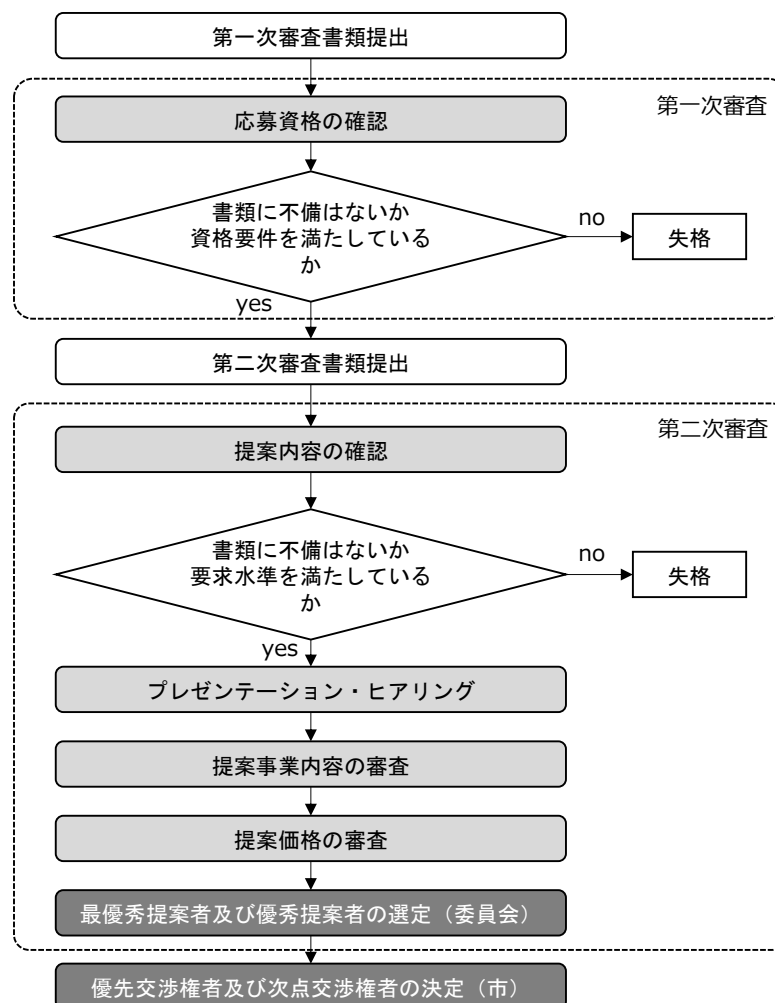 第一次審査書類提出
第一次審査
応募資格の確認
書類に不備はないか
資格要件を満たしている
か
no
失格
yes
第二次審査書類提出
第二次審査
提案内容の確認
書類に不備はないか
要求水準を満たしている
か
no
失格
yes
プレゼンテーション・ヒアリング
提案事業内容の審査
提案価格の審査
最優秀提案者及び優秀提案者の選定（委員会）
優先交渉権者及び次点交渉権者の決定（市）